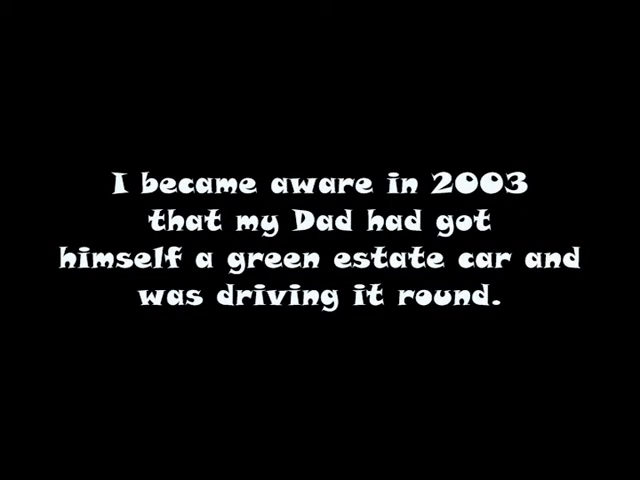 I became aware in 2003
that my Dad had got
himself a green estate car and
was driving it round.